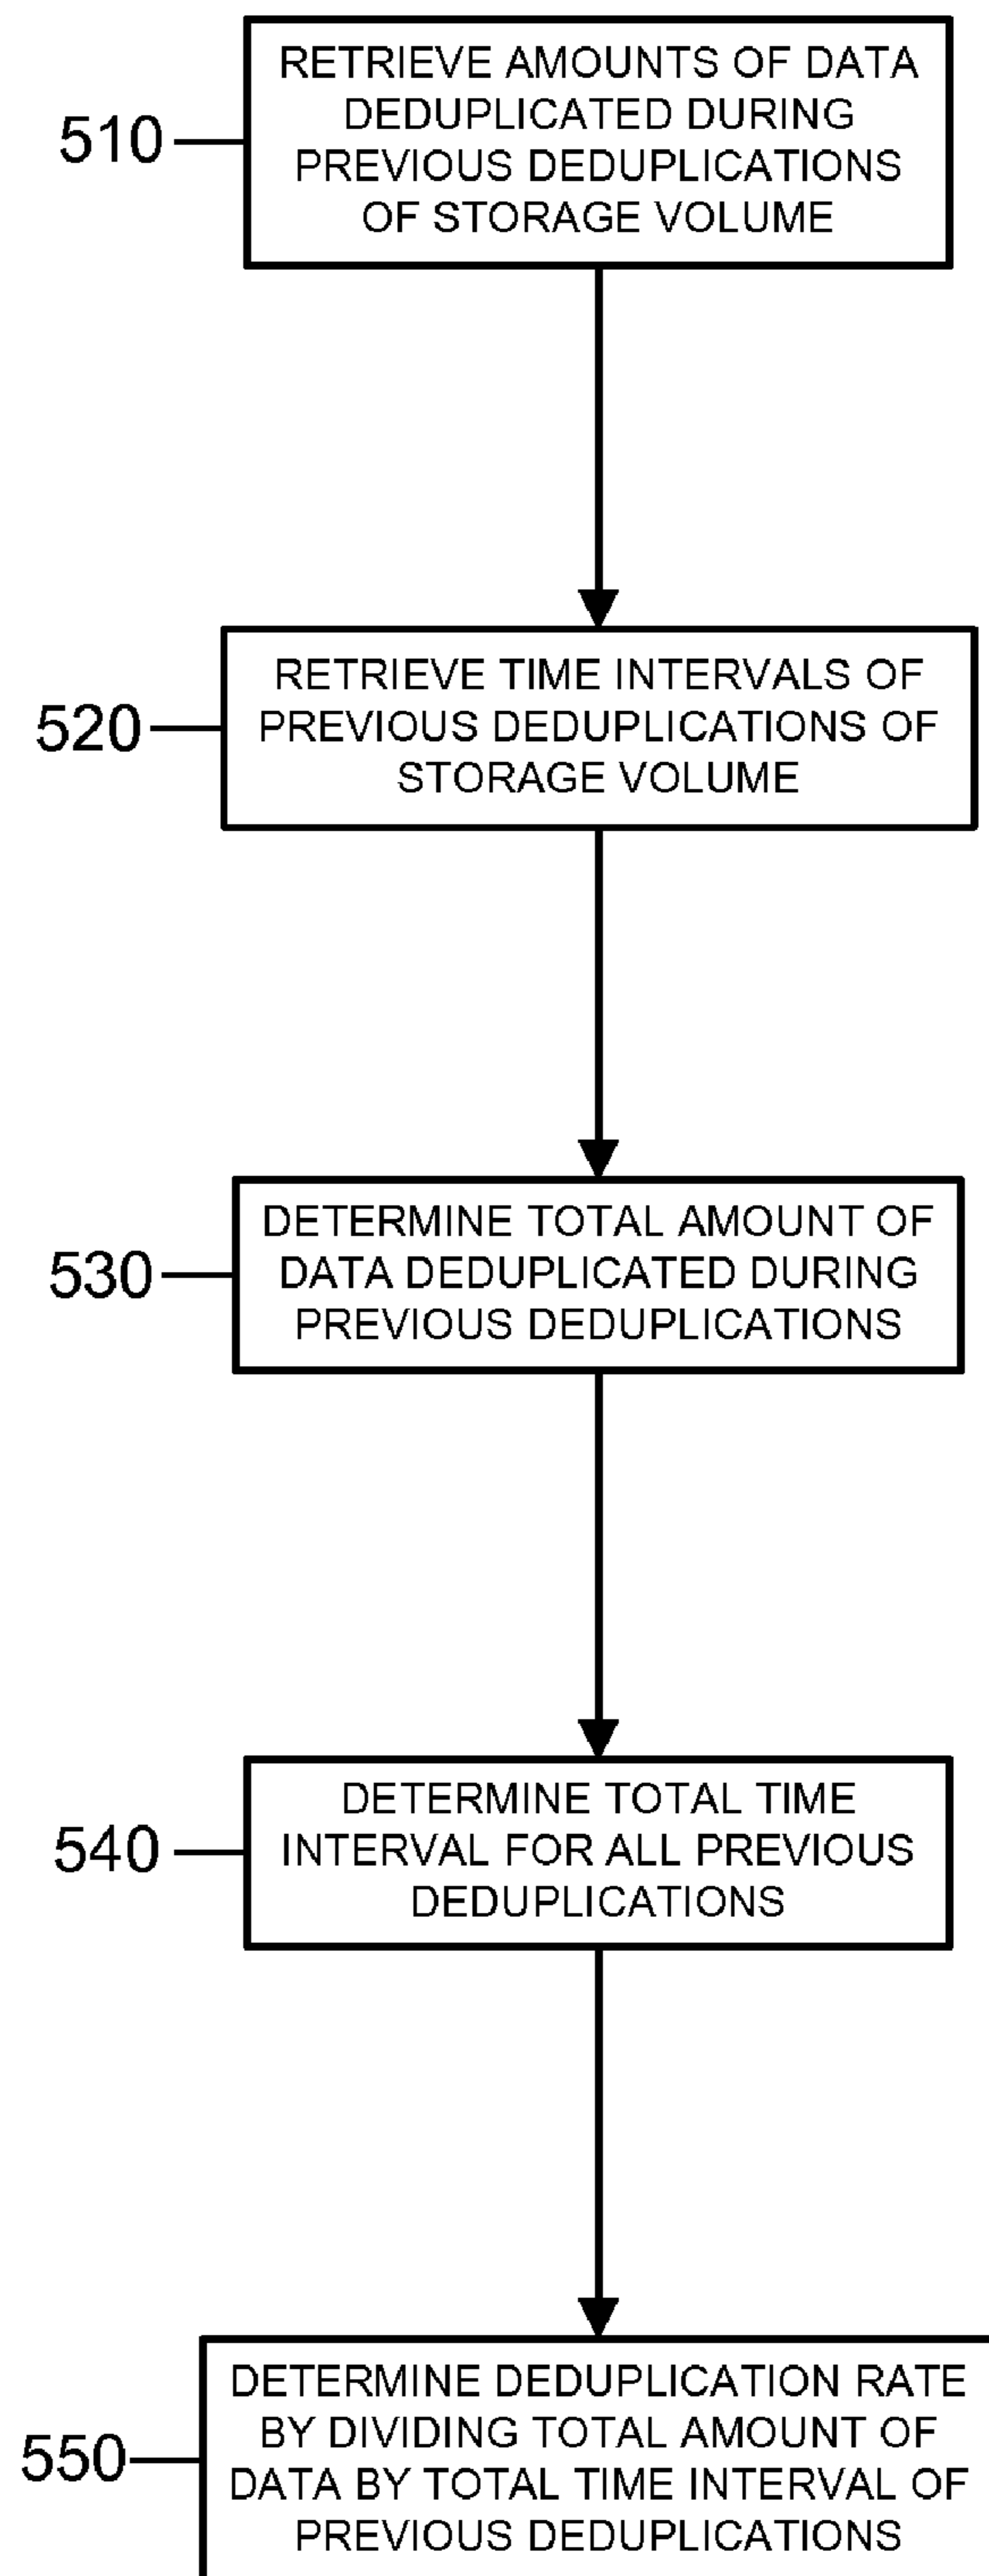 510
RETRIEVE AMOUNTS OF DATA
DEDUPLICATED DURING
PREVIOUS DEDUPLICATIONS
OF STORAGE VOLUME
520
RETRIEVE TIME INTERVALS OF
PREVIOUS DEDUPLICATIONS OF
STORAGE VOLUME
530
DETERMINE TOTAL AMOUNT OF
DATA DEDUPLICATED DURING
PREVIOUS DEDUPLICATIONS
540
DETERMINE TOTAL TIME
INTERVAL FOR ALL PREVIOUS
DEDUPLICATIONS
550
DETERMINE DEDUPLICATION RATE
BY DIVIDING TOTAL AMOUNT OF
DATA BY TOTAL TIME INTERVAL OF
PREVIOUS DEDUPLICATIONS